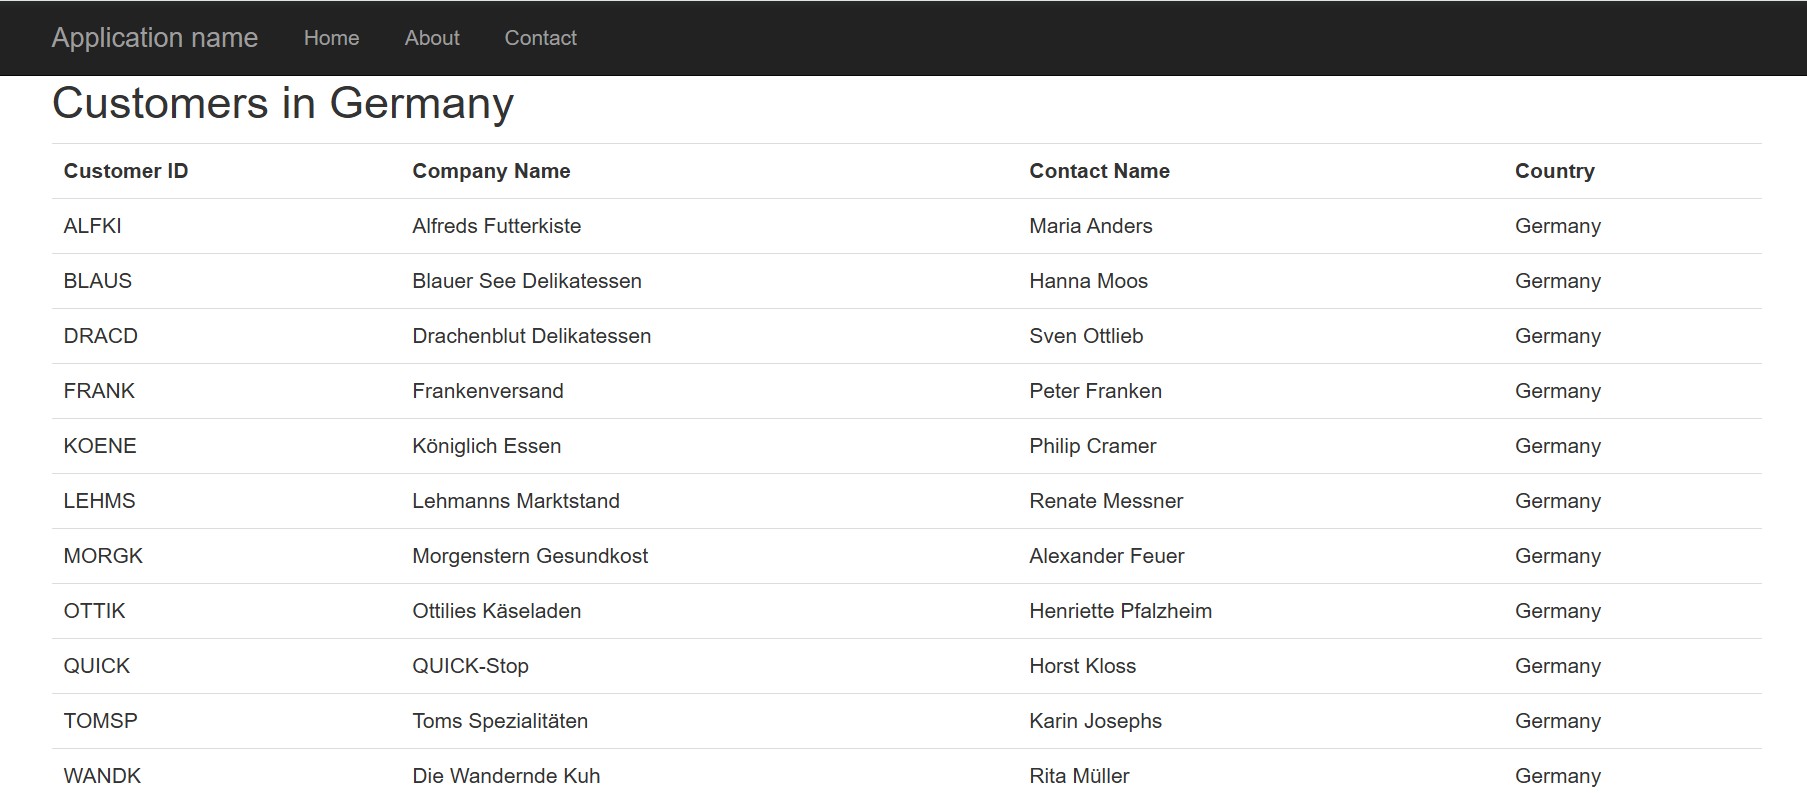 Application name Home About Contact
Customers in Germany
Customer ID Company Name Contact Name Country
ALFKI Alfreds Futterkiste Maria Anders Germany
BLAUS Blauer See Delikatessen Hanna Moos Germany
DRACD Drachenblut Delikatessen Sven Ottlieb Germany
FRANK Frankenversand Peter Franken Germany
KOENE Königlich Essen Philip Cramer Germany
LEHMS Lehmanns Marktstand Renate Messner Germany
MORGK Morgenstern Gesundkost Alexander Feuer Germany
OTTIK Ottilies Käseladen Henriette Pfalzheim Germany
QUICK QUICK-Stop Horst Kloss Germany
TOMSP Toms Spezialitäten Karin Josephs Germany
WANDK Die Wandernde Kuh Rita Müller Germany